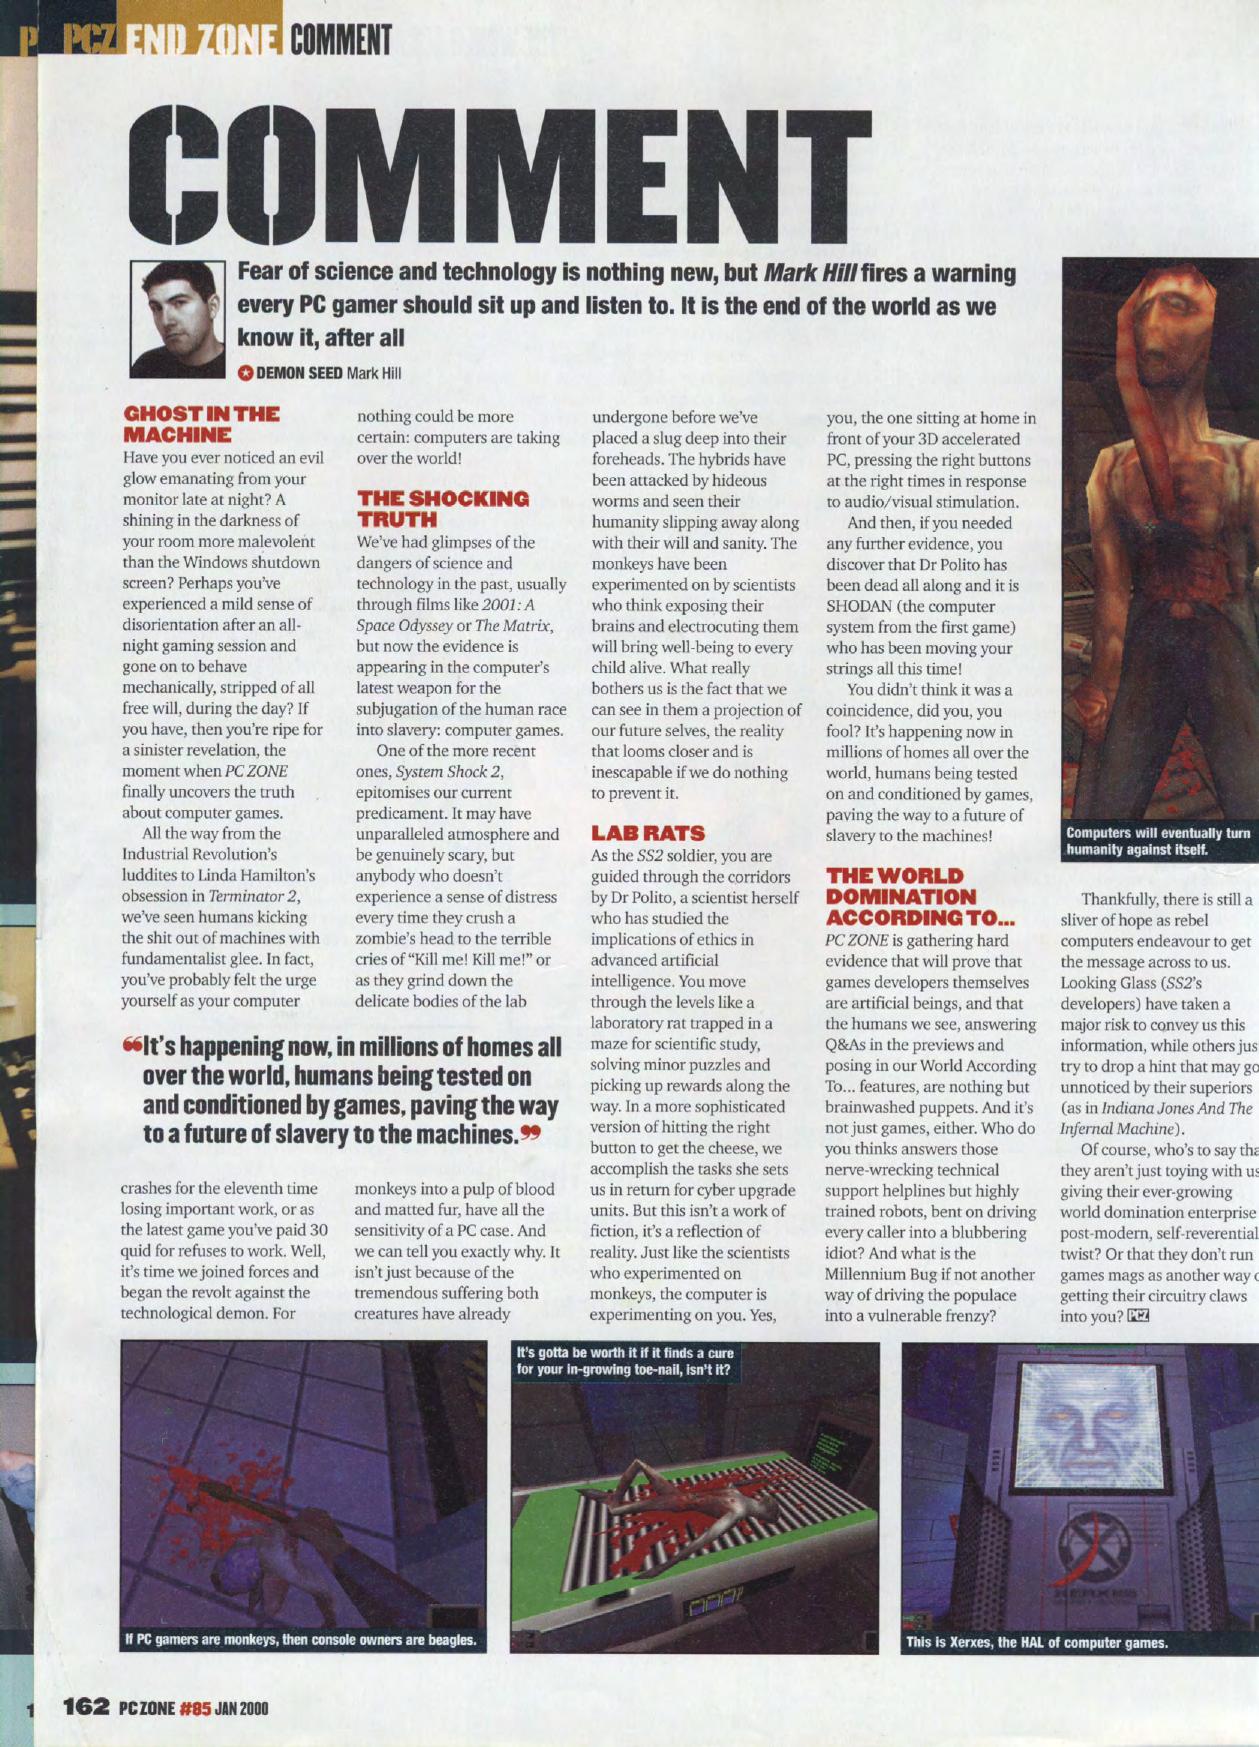 PCZ END ZONE COMMENT
COMMENT
Fear of science and technology is nothing new, but Mark Hill fires a warning
every PC gamer should sit up and listen to. It is the end of the world as we
know it, after all
DEMON SEED Mark Hill
GHOST IN THE
MACHINE
Have you ever noticed an evil
glow emanating from your
monitor late at night? A
shining in the darkness of
your room more malevolent
than the Windows shutdown
screen? Perhaps you've
experienced a mild sense of
disorientation after an all-
night gaming session and
gone on to behave
mechanically, stripped of all
free will, during the day? If
you have, then you're ripe for
a sinister revelation, the
moment when PC ZONE
finally uncovers the truth
about computer games.
All the way from the
Industrial Revolution's
luddites to Linda Hamilton's
obsession in Terminator 2,
we've seen humans kicking
the shit out of machines with
fundamentalist glee. In fact,
you've probably felt the urge
yourself as your computer
crashes for the eleventh time
losing important work, or as
the latest game you've paid 30
quid for refuses to work. Well,
it's time we joined forces and
began the revolt against the
technological demon. For
nothing could be more
certain: computers are taking
over the world!
THE SHOCKING
TRUTH
We've had glimpses of the
dangers of science and
technology in the past, usually
through films like 2001: A
Space Odyssey or The Matrix,
but now the evidence is
appearing in the computer's
latest weapon for the
subjugation of the human race
into slavery: computer games.
One of the more recent
ones, System Shock 2,
epitomises our current
predicament. It may have
unparalleled atmosphere and
be genuinely scary, but
anybody who doesn't
experience a sense of distress
every time they crush a
zombie's head to the terrible
cries of "Kill me! Kill me!" or
as they grind down the
delicate bodies of the lab
monkeys into a pulp of blood
and matted fur, have all the
sensitivity of a PC case. And
we can tell you exactly why. It
isn't just because of the
tremendous suffering both
creatures have already
“It's happening now, in millions of homes all
over the world, humans being tested on
and conditioned by games, paving the way
to a future of slavery to the machines.”
undergone before we've
placed a slug deep into their
foreheads. The hybrids have
been attacked by hideous
worms and seen their
humanity slipping away along
with their will and sanity. The
monkeys have been
experimented on by scientists
who think exposing their
brains and electrocuting them
will bring well-being to every
child alive. What really
bothers us is the fact that we
can see in them a projection of
our future selves, the reality
that looms closer and is
inescapable if we do nothing
to prevent it.
LAB RATS
As the SS2 soldier, you are
guided through the corridors
by Dr Polito, a scientist herself
who has studied the
implications of ethics in
advanced artificial
intelligence. You move
through the levels like a
laboratory rat trapped in a
maze for scientific study,
solving minor puzzles and
picking up rewards along the
way. In a more sophisticated
version of hitting the right
button to get the cheese, we
accomplish the tasks she sets
us in return for cyber upgrade
units. But this isn't a work of
fiction, it's a reflection of
reality. Just like the scientists
who experimented on
monkeys, the computer is
experimenting on you. Yes,
you, the one sitting at home in
front of your 3D accelerated
PC, pressing the right buttons
at the right times in response
to audio/visual stimulation.
And then, if you needed
any further evidence, you
discover that Dr Polito has
been dead all along and it is
SHODAN (the computer
system from the first game)
who has been moving your
strings all this time!
You didn't think it was a
coincidence, did you, you
fool? It's happening now in
millions of homes all over the
world, humans being tested
on and conditioned by games,
paving the way to a future of
slavery to the machines!
THE WORLD
DOMINATION
ACCORDING TO...
PC ZONE is gathering hard
evidence that will prove that
games developers themselves
are artificial beings, and that
the humans we see, answering
Q&As in the previews and
posing in our World According
To... features, are nothing but
brainwashed puppets. And it's
not just games, either. Who do
you thinks answers those
nerve-wrecking technical
support helplines but highly
trained robots, bent on driving
every caller into a blubbering
idiot? And what is the
Millennium Bug if not another
way of driving the populace
into a vulnerable frenzy?
Computers will eventually turn
humanity against itself.
Thankfully, there is still a
sliver of hope as rebel
computers endeavour to get
the message across to us.
Looking Glass (SS2's
developers) have taken a
major risk to convey us this
information, while others jus
try to drop a hint that may go
unnoticed by their superiors
(as in Indiana Jones And The
Infernal Machine).
Of course, who's to say tha
they aren't just toying with us
giving their ever-growing
world domination enterprise
post-modern, self-reverential
twist? Or that they don't run
games mags as another way o
getting their circuitry claws
into you? PCZ
If PC gamers are monkeys, then console owners are beagles.
It's gotta be worth it if it finds a cure
for your in-growing toe-nail, isn't it?
This is Xerxes, the HAL of computer games.
162 PC ZONE #85 JAN 2000